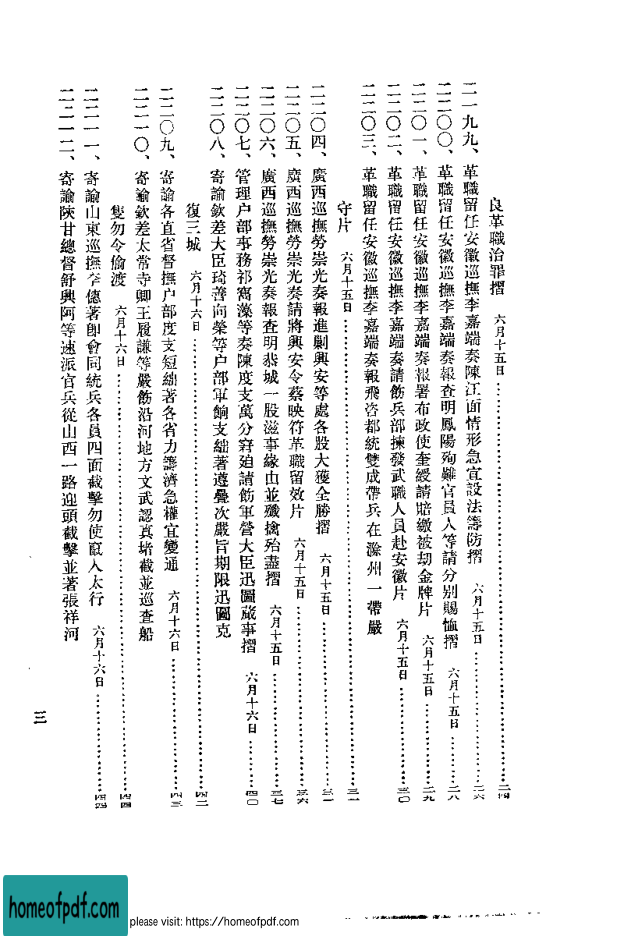 良革職治罪摺 六月十五日……二四
二一九九、革職留任安徽巡撫李嘉端奏陳江面情形急宜設法籌防摺 六月十五日……二六
二二〇〇、革職留任安徽巡撫李嘉端奏報查明鳳陽殉難官員人等請分別賜恤摺 六月十五日……二八
二二〇一、革職留任安徽巡撫李嘉端奏報署布政使奎綬請賠繳被劫金牌片 六月十五日……二九
二二〇二、革職留任安徽巡撫李嘉端奏請飭兵部揀發武職人員赴安徽片 六月十五日……三〇
二二〇三、革職留任安徽巡撫李嘉端奏報飛咨都統雙成帶兵在滁州一帶嚴
守片 六月十五日……三一
二二〇四、廣西巡撫勞崇光奏報進剿興安等處各股大獲全勝摺 六月十五日……三二
二二〇五、廣西巡撫勞崇光奏請將興安令蔡映符革職留效片 六月十五日……三六
二二〇六、廣西巡撫勞崇光奏報查明恭城一股滋事緣由並殲擒殆盡摺 六月十五日……三七
二二〇七、管理户部事務祁寯藻等奏陳度支萬分窘迫請飭軍營大臣迅圖蕆事摺 六月十六日……四〇
二二〇八、寄諭欽差大臣琦善向榮等户部軍餉支絀著遵疊次嚴旨期限迅圖克
復三城 六月十六日……四二
二二〇九、寄諭各直省督撫户部度支短絀著各省力籌濟急權宜變通 六月十六日……四三
二二一〇、寄諭欽差太常寺卿王履謙等嚴飭沿河地方文武認真堵截並巡查船
隻勿令偷渡 六月十六日……四四
二二一一、寄諭山東巡撫李僡著卽會同統兵各員四面截擊勿使竄入太行 六月十六日……四四
二二一二、寄諭陝甘總督舒興阿等速派官兵從山西一路迎頭截擊並著張祥河
三
homeofpdf.com
please visit: https://homeofpdf.com